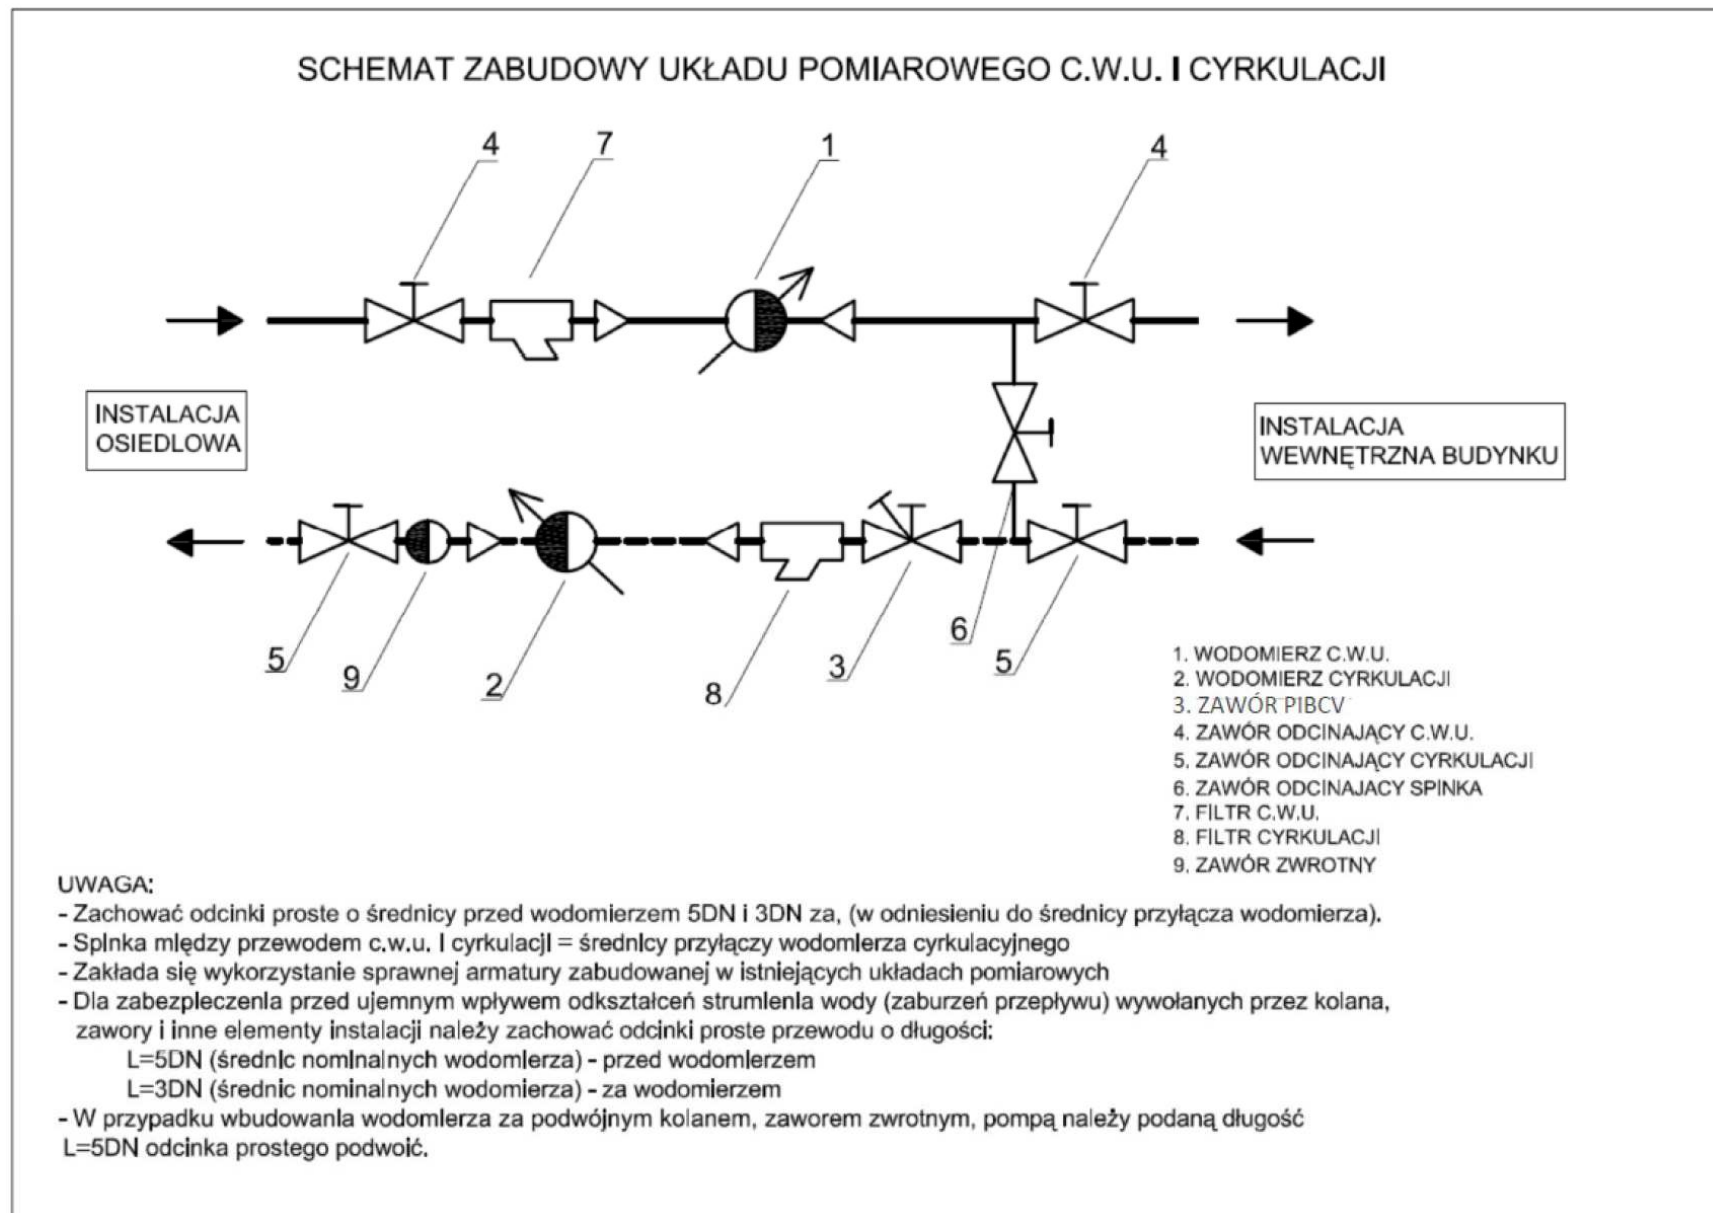 SCHEMAT ZABUDOWY UKŁADU POMIAROWEGO C.W.U. I CYRKULACJI
4
7
1
4
INSTALACJA
OSIEDLOWA
INSTALACJA
WEWNĘTRZNA BUDYNKU
5
9
2
8
3
6
5
1. WODOMIERZ C.W.U.
2. WODOMIERZ CYRKULACJI
3. ZAWÓR PIBCV
4. ZAWÓR ODCINAJĄCY C.W.U.
5. ZAWÓR ODCINAJĄCY CYRKULACJI
6. ZAWÓR ODCINAJACY SPINKA
7. FILTR C.W.U.
8. FILTR CYRKULACJI
9. ZAWÓR ZWROTNY
UWAGA:
- Zachować odcinki proste o średnicy przed wodomierzem 5DN i 3DN za, (w odniesieniu do średnicy przyłącza wodomierza).
- Spinka między przewodem c.w.u. i cyrkulacji = średnicy przyłączy wodomierza cyrkulacyjnego
- Zakłada się wykorzystanie sprawnej armatury zabudowanej w istniejących układach pomiarowych
- Dla zabezpieczenia przed ujemnym wpływem odkształceń strumienia wody (zaburzeń przepływu) wywołanych przez kolana,
zawory i inne elementy instalacji należy zachować odcinki proste przewodu o długości:
L=5DN (średnic nominalnych wodomierza) - przed wodomierzem
L=3DN (średnic nominalnych wodomierza) - za wodomierzem
- W przypadku wbudowania wodomierza za podwójnym kolanem, zaworem zwrotnym, pompą należy podaną długość
L=5DN odcinka prostego podwoić.